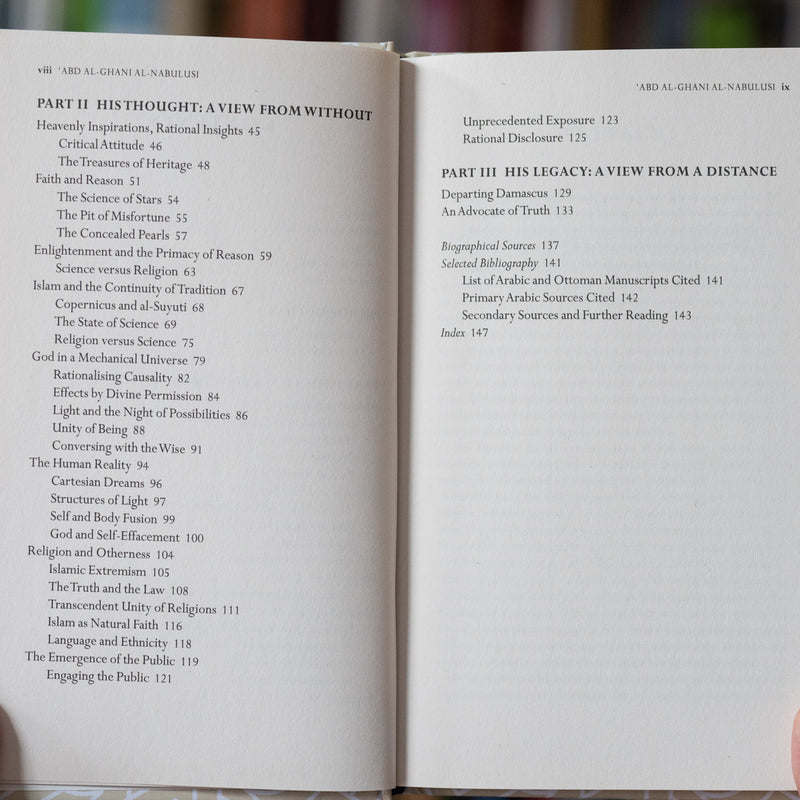 viii ‘ABD AL-GHANI AL-NABULUSI
PART II HIS THOUGHT: A VIEW FROM WITHOUT
Heavenly Inspirations, Rational Insights 45
Critical Attitude 46
The Treasures of Heritage 48
Faith and Reason 51
The Science of Stars 54
The Pit of Misfortune 55
The Concealed Pearls 57
Enlightenment and the Primacy of Reason 59
Science versus Religion 63
Islam and the Continuity of Tradition 67
Copernicus and al-Suyuti 68
The State of Science 69
Religion versus Science 75
God in a Mechanical Universe 79
Rationalising Causality 82
Effects by Divine Permission 84
Light and the Night of Possibilities 86
Unity of Being 88
Conversing with the Wise 91
The Human Reality 94
Cartesian Dreams 96
Structures of Light 97
Self and Body Fusion 99
God and Self-Effacement 100
Religion and Otherness 104
Islamic Extremism 105
The Truth and the Law 108
Transcendent Unity of Religions 111
Islam as Natural Faith 116
Language and Ethnicity 118
The Emergence of the Public 119
Engaging the Public 121
‘ABD AL-GHANI AL-NABULUSI ix
Unprecedented Exposure 123
Rational Disclosure 125
PART III HIS LEGACY: A VIEW FROM A DISTANCE
Departing Damascus 129
An Advocate of Truth 133
Biographical Sources 137
Selected Bibliography 141
List of Arabic and Ottoman Manuscripts Cited 141
Primary Arabic Sources Cited 142
Secondary Sources and Further Reading 143
Index 147